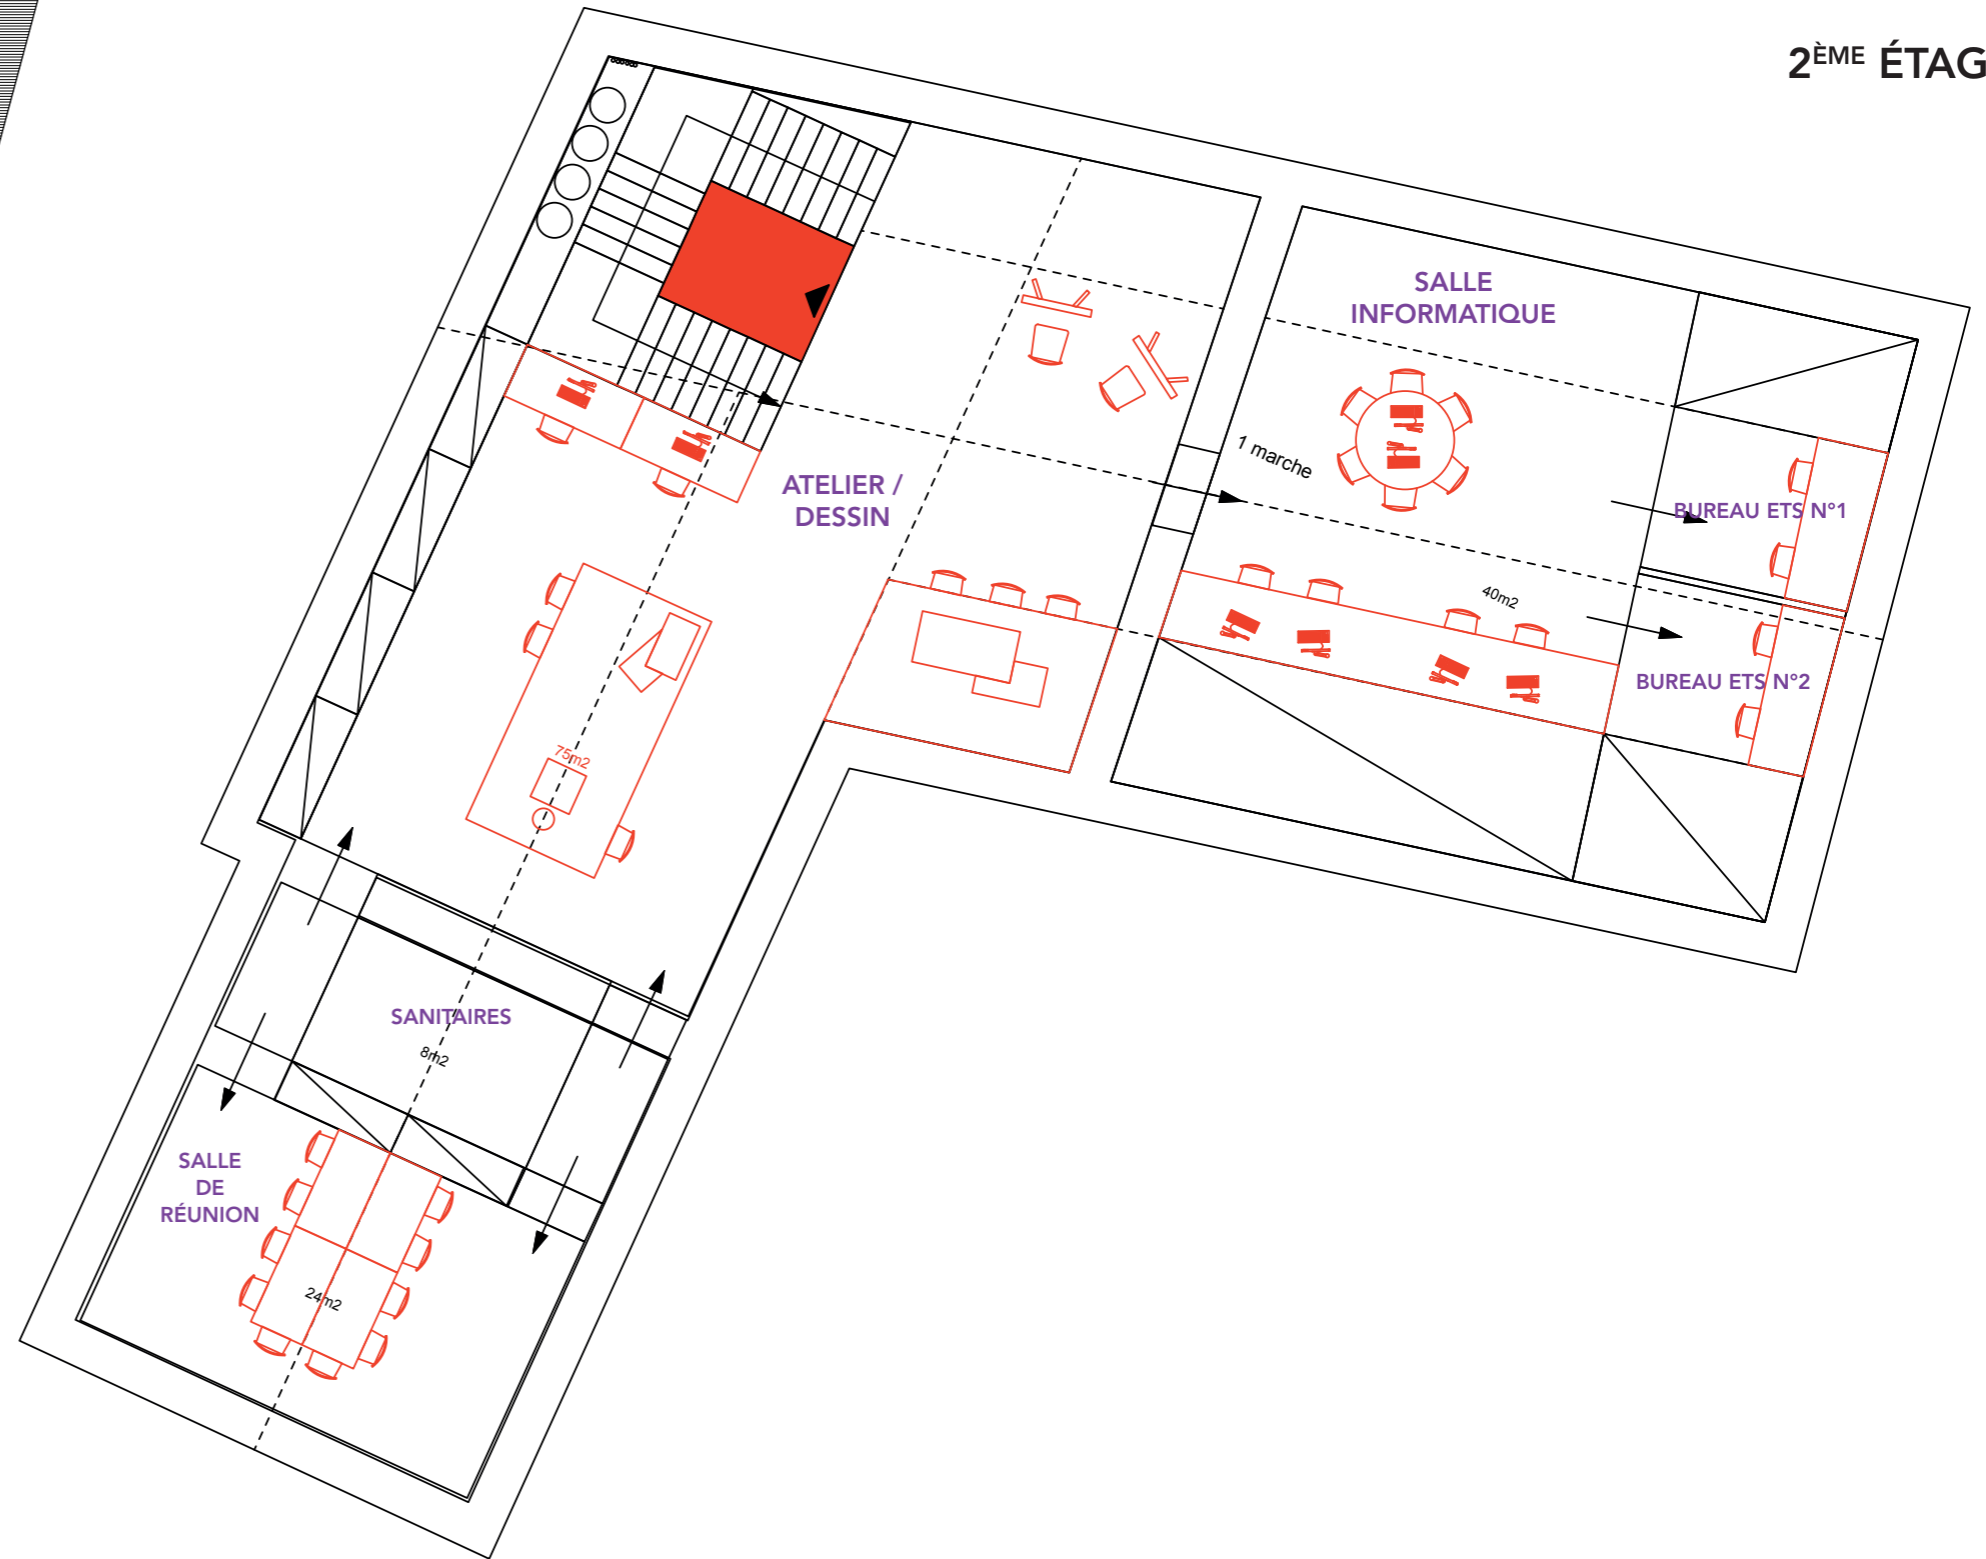 2ÈME ÉTAG
SALLE
INFORMATIQUE
1 marche
ATELIER /
DESSIN
BUREAU ETS N°1
40m2
BUREAU ETS N°2
75m2
SANITAIRES
8m2
SALLE
DE
RÉUNION
24m2